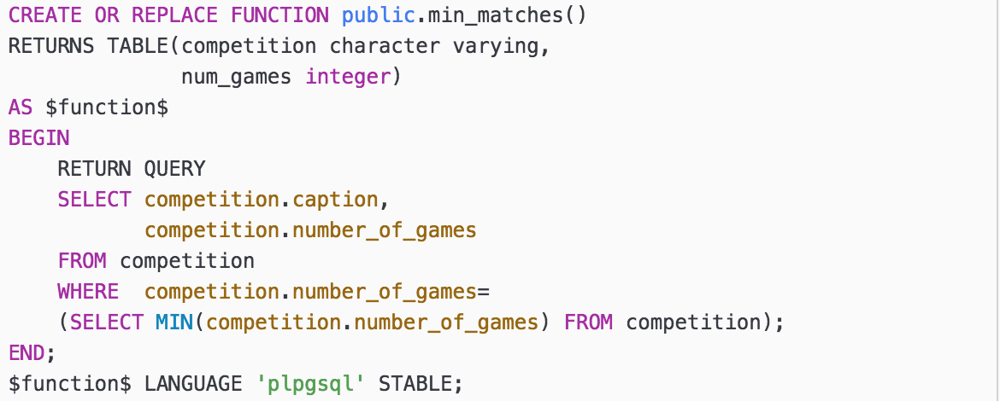 CREATE OR REPLACE FUNCTION public.min_matches()
RETURNS TABLE(competition character varying,
              num_games integer)
AS $function$
BEGIN
    RETURN QUERY
    SELECT competition.caption,
           competition.number_of_games
    FROM competition
    WHERE  competition.number_of_games=
    (SELECT MIN(competition.number_of_games) FROM competition);
END;
$function$ LANGUAGE 'plpgsql' STABLE;